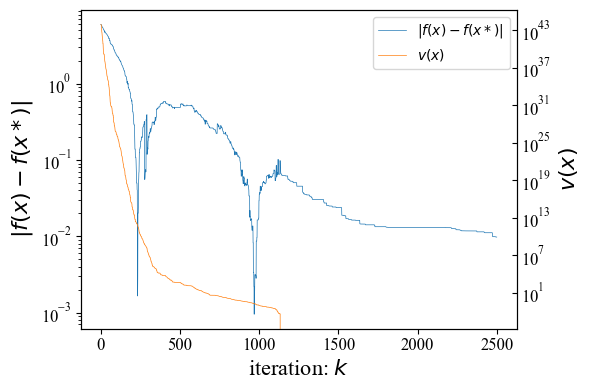 |f(x) − f(x*)|
v(x)
10^0
10^−1
10^−2
10^−3
|f(x) − f(x*)|
10^43
10^37
10^31
10^25
10^19
10^13
10^7
10^1
v(x)
0 500 1000 1500 2000 2500
iteration: k